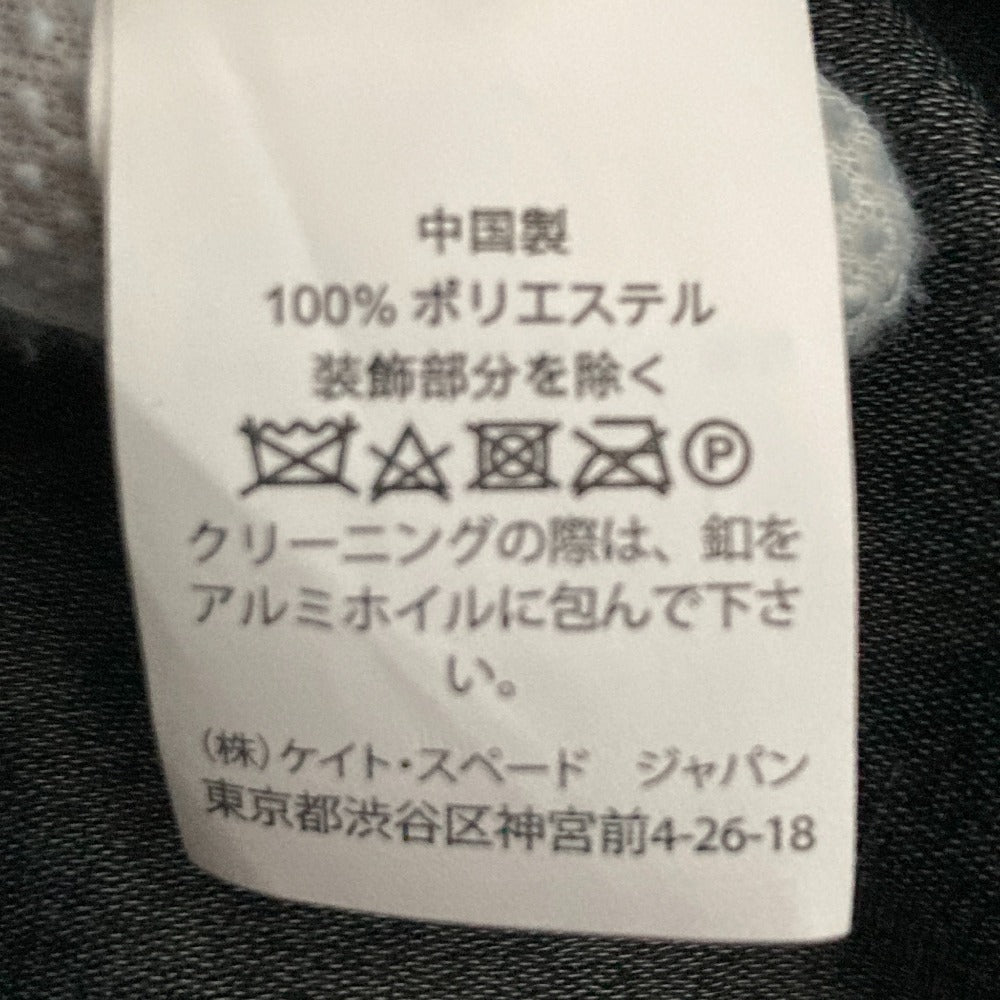 中国製
100% ポリエステル
装飾部分を除く
P
クリーニングの際は、釦を
アルミホイルに包んで下さ
い。
(株)ケイト・スペード ジャパン
東京都渋谷区神宮前4-26-18